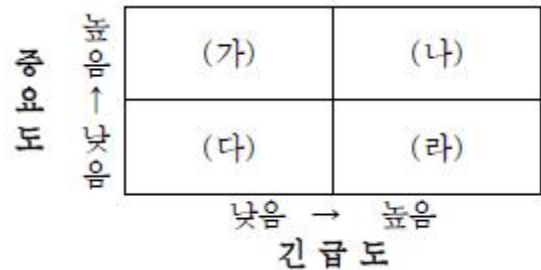 중요도
높음 ← 낮음
(가) (나)
(다) (라)
낮음 → 높음
긴급도